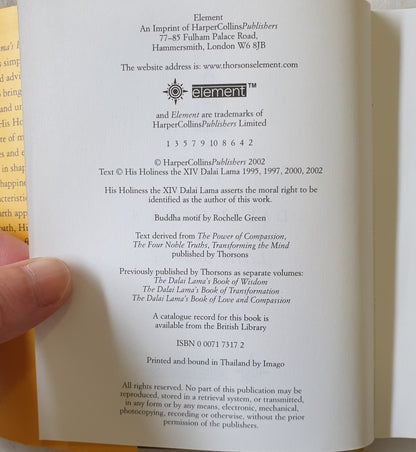 Element
An Imprint of HarperCollinsPublishers
77–85 Fulham Palace Road,
Hammersmith, London W6 8JB
The website address is: www.thorsonselement.com
element™
and Element are trademarks of
HarperCollinsPublishers Limited
1 3 5 7 9 10 8 6 4 2
© HarperCollinsPublishers 2002
Text © His Holiness the XIV Dalai Lama 1995, 1997, 2000, 2002
His Holiness the XIV Dalai Lama asserts the moral right to be
identified as the author of this work.
Buddha motif by Rochelle Green
Text derived from The Power of Compassion,
The Four Noble Truths, Transforming the Mind
published by Thorsons
Previously published by Thorsons as separate volumes:
The Dalai Lama's Book of Wisdom
The Dalai Lama's Book of Transformation
The Dalai Lama's Book of Love and Compassion
A catalogue record for this book is
available from the British Library
ISBN 0 0071 7317 2
Printed and bound in Thailand by Imago
All rights reserved. No part of this publication may be
reproduced, stored in a retrieval system, or transmitted,
in any form or by any means, electronic, mechanical,
photocopying, recording or otherwise, without the prior
permission of the publishers.